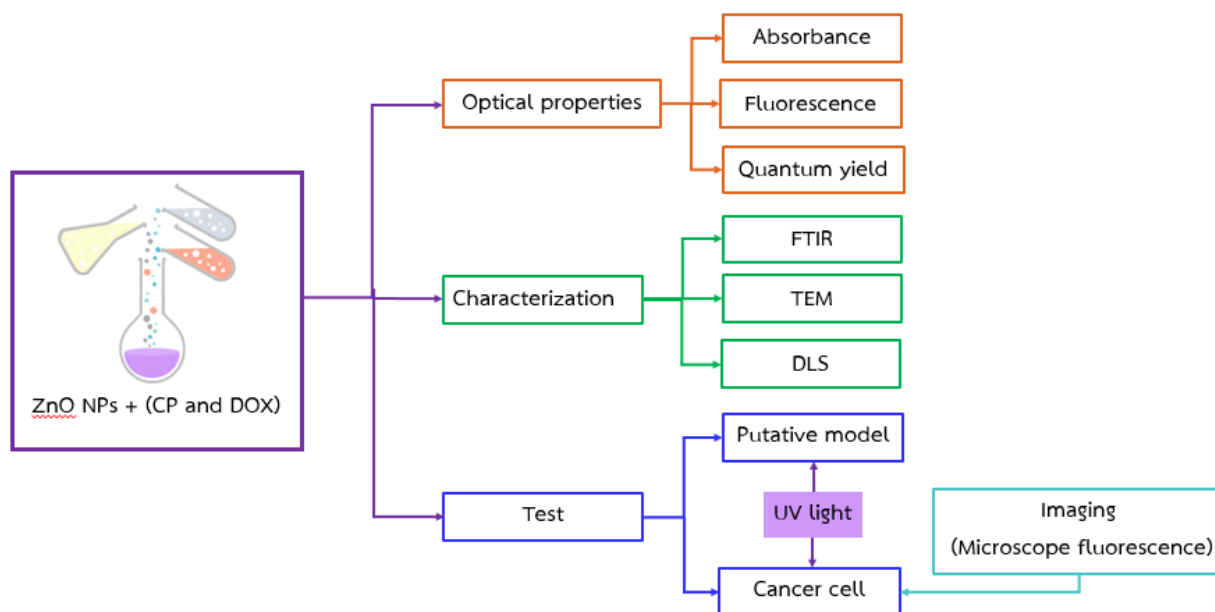 Absorbance
Optical properties
Fluorescence
Quantum yield
FTIR
Characterization
TEM
DLS
ZnO NPs + (CP and DOX)
Putative model
Test
UV light
Imaging
(Microscope fluorescence)
Cancer cell